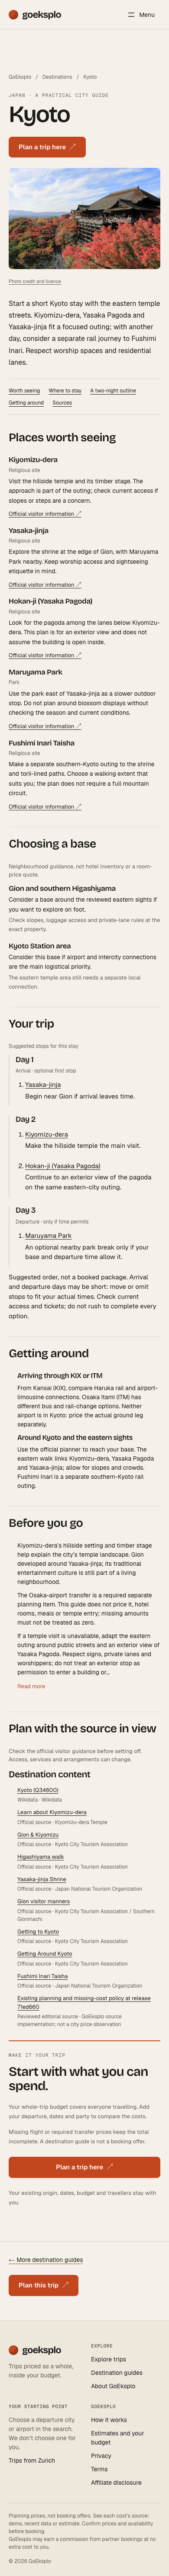 goeksplo
Menu
GoEksplo / Destinations / Kyoto
JAPAN · A PRACTICAL CITY GUIDE
Kyoto
Plan a trip here ↗
Photo credit and licence
Start a short Kyoto stay with the eastern temple
streets. Kiyomizu-dera, Yasaka Pagoda and
Yasaka-jinja fit a focused outing; with another
day, consider a separate rail journey to Fushimi
Inari. Respect worship spaces and residential
lanes.
Worth seeing Where to stay A two-night outline
Getting around Sources
Places worth seeing
Kiyomizu-dera
Religious site
Visit the hillside temple and its timber stage. The
approach is part of the outing; check current access if
slopes or steps are a concern.
Official visitor information ↗
Yasaka-jinja
Religious site
Explore the shrine at the edge of Gion, with Maruyama
Park nearby. Keep worship access and sightseeing
etiquette in mind.
Official visitor information ↗
Hokan-ji (Yasaka Pagoda)
Religious site
Look for the pagoda among the lanes below Kiyomizu-
dera. This plan is for an exterior view and does not
assume the building is open inside.
Official visitor information ↗
Maruyama Park
Park
Use the park east of Yasaka-jinja as a slower outdoor
stop. Do not plan around blossom displays without
checking the season and current conditions.
Official visitor information ↗
Fushimi Inari Taisha
Religious site
Make a separate southern-Kyoto outing to the shrine
and torii-lined paths. Choose a walking extent that
suits you; the plan does not require a full mountain
circuit.
Official visitor information ↗
Choosing a base
Neighbourhood guidance, not hotel inventory or a room-
price quote.
Gion and southern Higashiyama
Consider a base around the reviewed eastern sights if
you want to explore on foot.
Check slopes, luggage access and private-lane rules at the
exact property.
Kyoto Station area
Consider this base if airport and intercity connections
are the main logistical priority.
The eastern temple area still needs a separate local
connection.
Your trip
Suggested stops for this stay
Day 1
Arrival · optional first stop
1. Yasaka-jinja
Begin near Gion if arrival leaves time.
Day 2
1. Kiyomizu-dera
Make the hillside temple the main visit.
2. Hokan-ji (Yasaka Pagoda)
Continue to an exterior view of the pagoda
on the same eastern-city outing.
Day 3
Departure · only if time permits
1. Maruyama Park
An optional nearby park break only if your
base and departure time allow it.
Suggested order, not a booked package. Arrival
and departure days may be short: move or omit
stops to fit your actual times. Check current
access and tickets; do not rush to complete every
option.
Getting around
Arriving through KIX or ITM
From Kansai (KIX), compare Haruka rail and airport-
limousine connections. Osaka Itami (ITM) has
different bus and rail-change options. Neither
airport is in Kyoto: price the actual ground leg
separately.
Around Kyoto and the eastern sights
Use the official planner to reach your base. The
eastern walk links Kiyomizu-dera, Yasaka Pagoda
and Yasaka-jinja; allow for slopes and crowds.
Fushimi Inari is a separate southern-Kyoto rail
outing.
Before you go
Kiyomizu-dera's hillside setting and timber stage
help explain the city's temple landscape. Gion
developed around Yasaka-jinja; its traditional
entertainment culture is still part of a living
neighbourhood.
The Osaka-airport transfer is a required separate
planning item. This guide does not price it, hotel
rooms, meals or temple entry; missing amounts
must not be treated as zero.
If a temple visit is unavailable, adapt the crowds
around outdoor public streets and an exterior view of
Yasaka Pagoda. Respect signs, private lanes and
worshippers; do not treat an exterior stop as
permission to enter a building or…
Read more
Plan with the source in view
Check the official visitor guidance before setting off.
Access, services and arrangements can change.
Destination content
Kyoto (Q34600)
Wikidata · Wikidata
Learn about Kiyomizu-dera
Official source · Kiyomizu-dera Temple
Gion & Kiyomizu
Official source · Kyoto City Tourism Association
Higashiyama walk
Official source · Kyoto City Tourism Association
Yasaka-jinja Shrine
Official source · Japan National Tourism Organization
Gion visitor manners
Official source · Kyoto City Tourism Association / Southern
Gionmachi
Getting to Kyoto
Official source · Kyoto City Tourism Association
Getting Around Kyoto
Official source · Kyoto City Tourism Association
Fushimi Inari Taisha
Official source · Japan National Tourism Organization
Existing planning and missing-cost policy at release
71ed660
Reviewed editorial source · GoEksplo source
implementation; not a city price observation
MAKE IT YOUR TRIP
Start with what you can
spend.
Your whole-trip budget covers everyone travelling. Add
your departure, dates and party to compare the costs.
Missing flight or required transfer prices keep the total
incomplete. A destination guide is not a booking offer.
Plan a trip here ↗
Your existing origin, dates, budget and travellers stay with
you.
← More destination guides
Plan this trip ↗
goeksplo
Trips priced as a whole,
inside your budget.
EXPLORE
Explore trips
Destination guides
About GoEksplo
YOUR STARTING POINT
Choose a departure city
or airport in the search.
We don't choose one for
you.
Trips from Zurich
GOEKSPLO
How it works
Estimates and your
budget
Privacy
Terms
Affiliate disclosure
Planning prices, not booking offers. See each cost's source:
demo, recent data or estimate. Confirm prices and availability
before booking.
GoEksplo may earn a commission from partner bookings at no
extra cost to you.
© 2026 GoEksplo